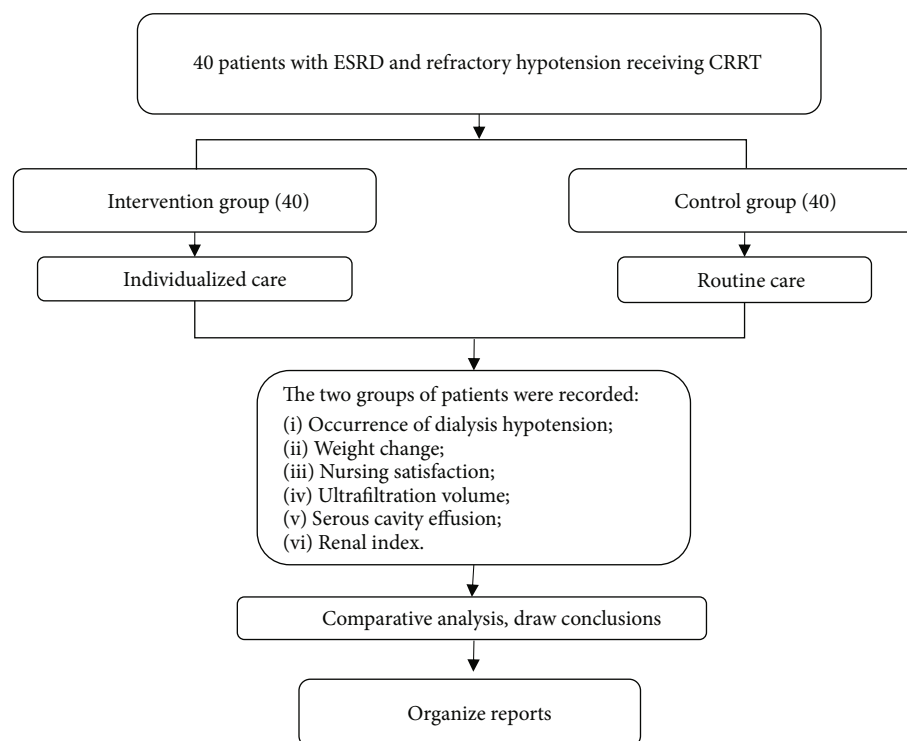 40 patients with ESRD and refractory hypotension receiving CRRT
Intervention group (40)
Control group (40)
Individualized care
Routine care
The two groups of patients were recorded:
(i) Occurrence of dialysis hypotension;
(ii) Weight change;
(iii) Nursing satisfaction;
(iv) Ultrafiltration volume;
(v) Serous cavity effusion;
(vi) Renal index.
Comparative analysis, draw conclusions
Organize reports